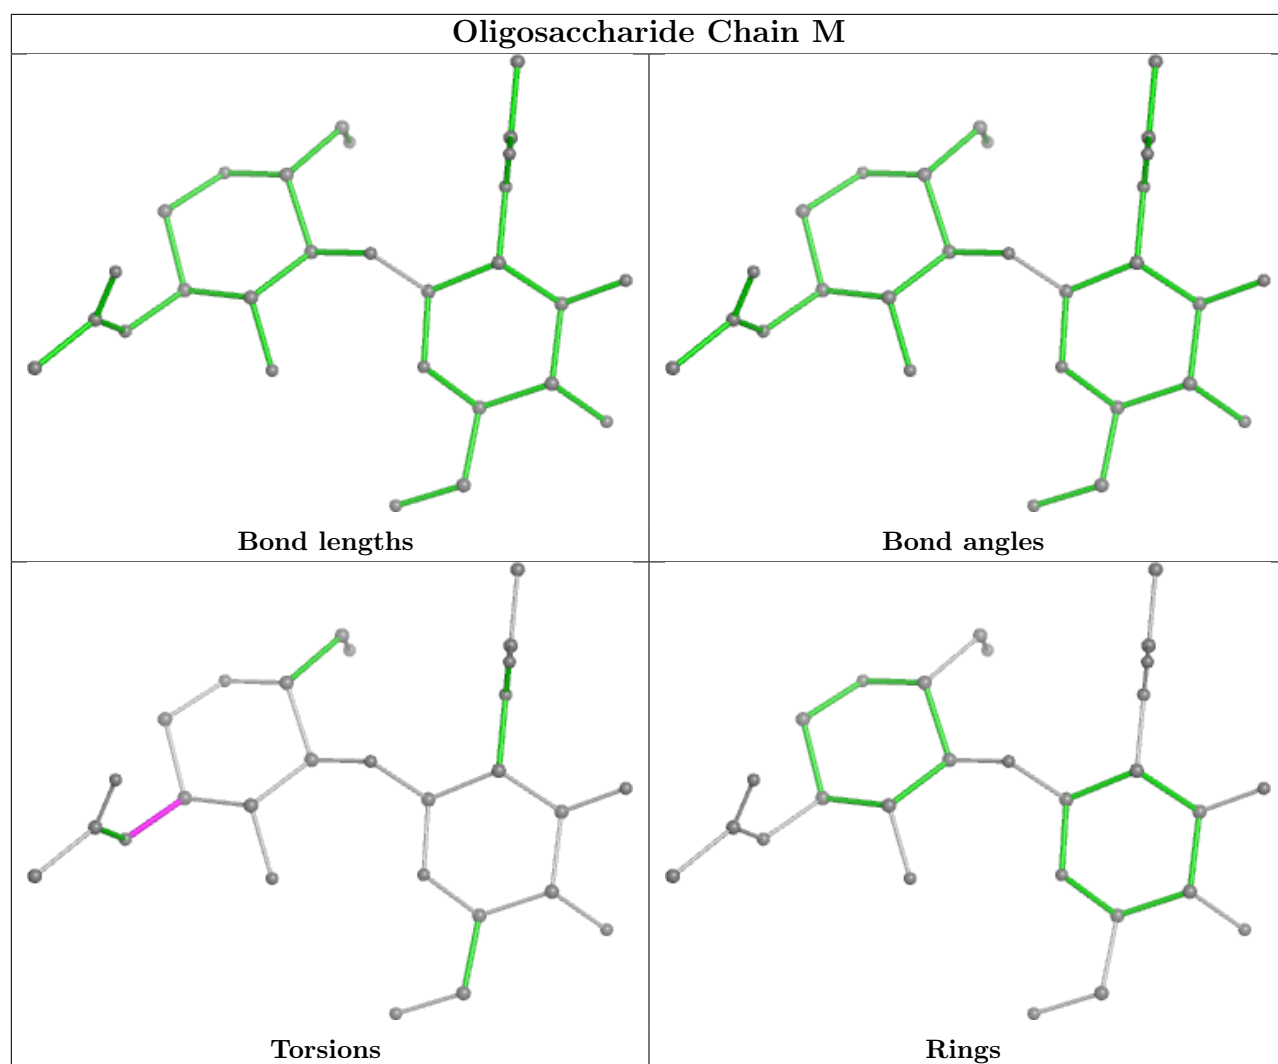 Oligosaccharide Chain M
Bond lengths
Bond angles
Torsions
Rings